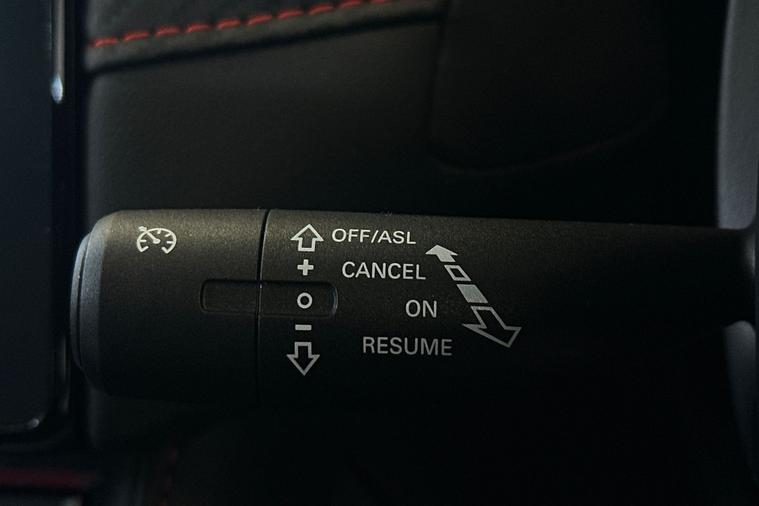 OFF/ASL
+ CANCEL
O ON
–
RESUME